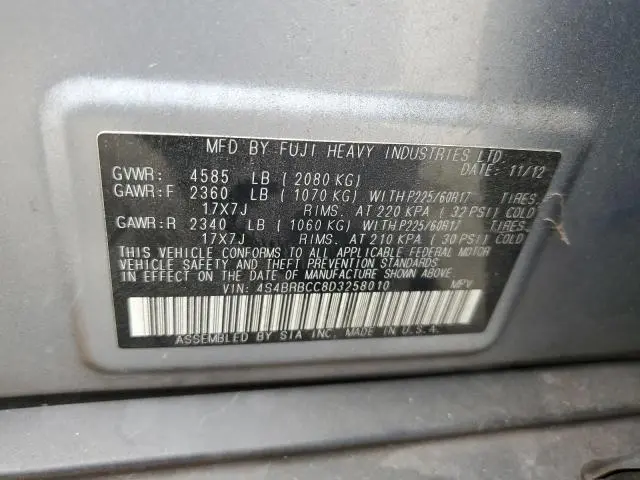 MFD BY FUJI HEAVY INDUSTRIES LTD.
DATE: 11/12
GVWR: 4585 LB (2080 KG)
GAWR:F 2360 LB (1070 KG) WITH P225/60R17 TIRES,
17X7J RIMS. AT 220 KPA (32 PSI) COLD
GAWR:R 2340 LB (1060 KG) WITH P225/60R17 TIRES,
17X7J RIMS. AT 210 KPA (30 PSI) COLD
THIS VEHICLE CONFORMS TO ALL APPLICABLE FEDERAL MOTOR
VEHICLE SAFETY AND THEFT PREVENTION STANDARDS
IN EFFECT ON THE DATE OF MANUFACTURE SHOWN ABOVE.
VIN: 4S4BRBCC8D3258010 MPV
ASSEMBLED BY SIA INC. MADE IN U.S.A.